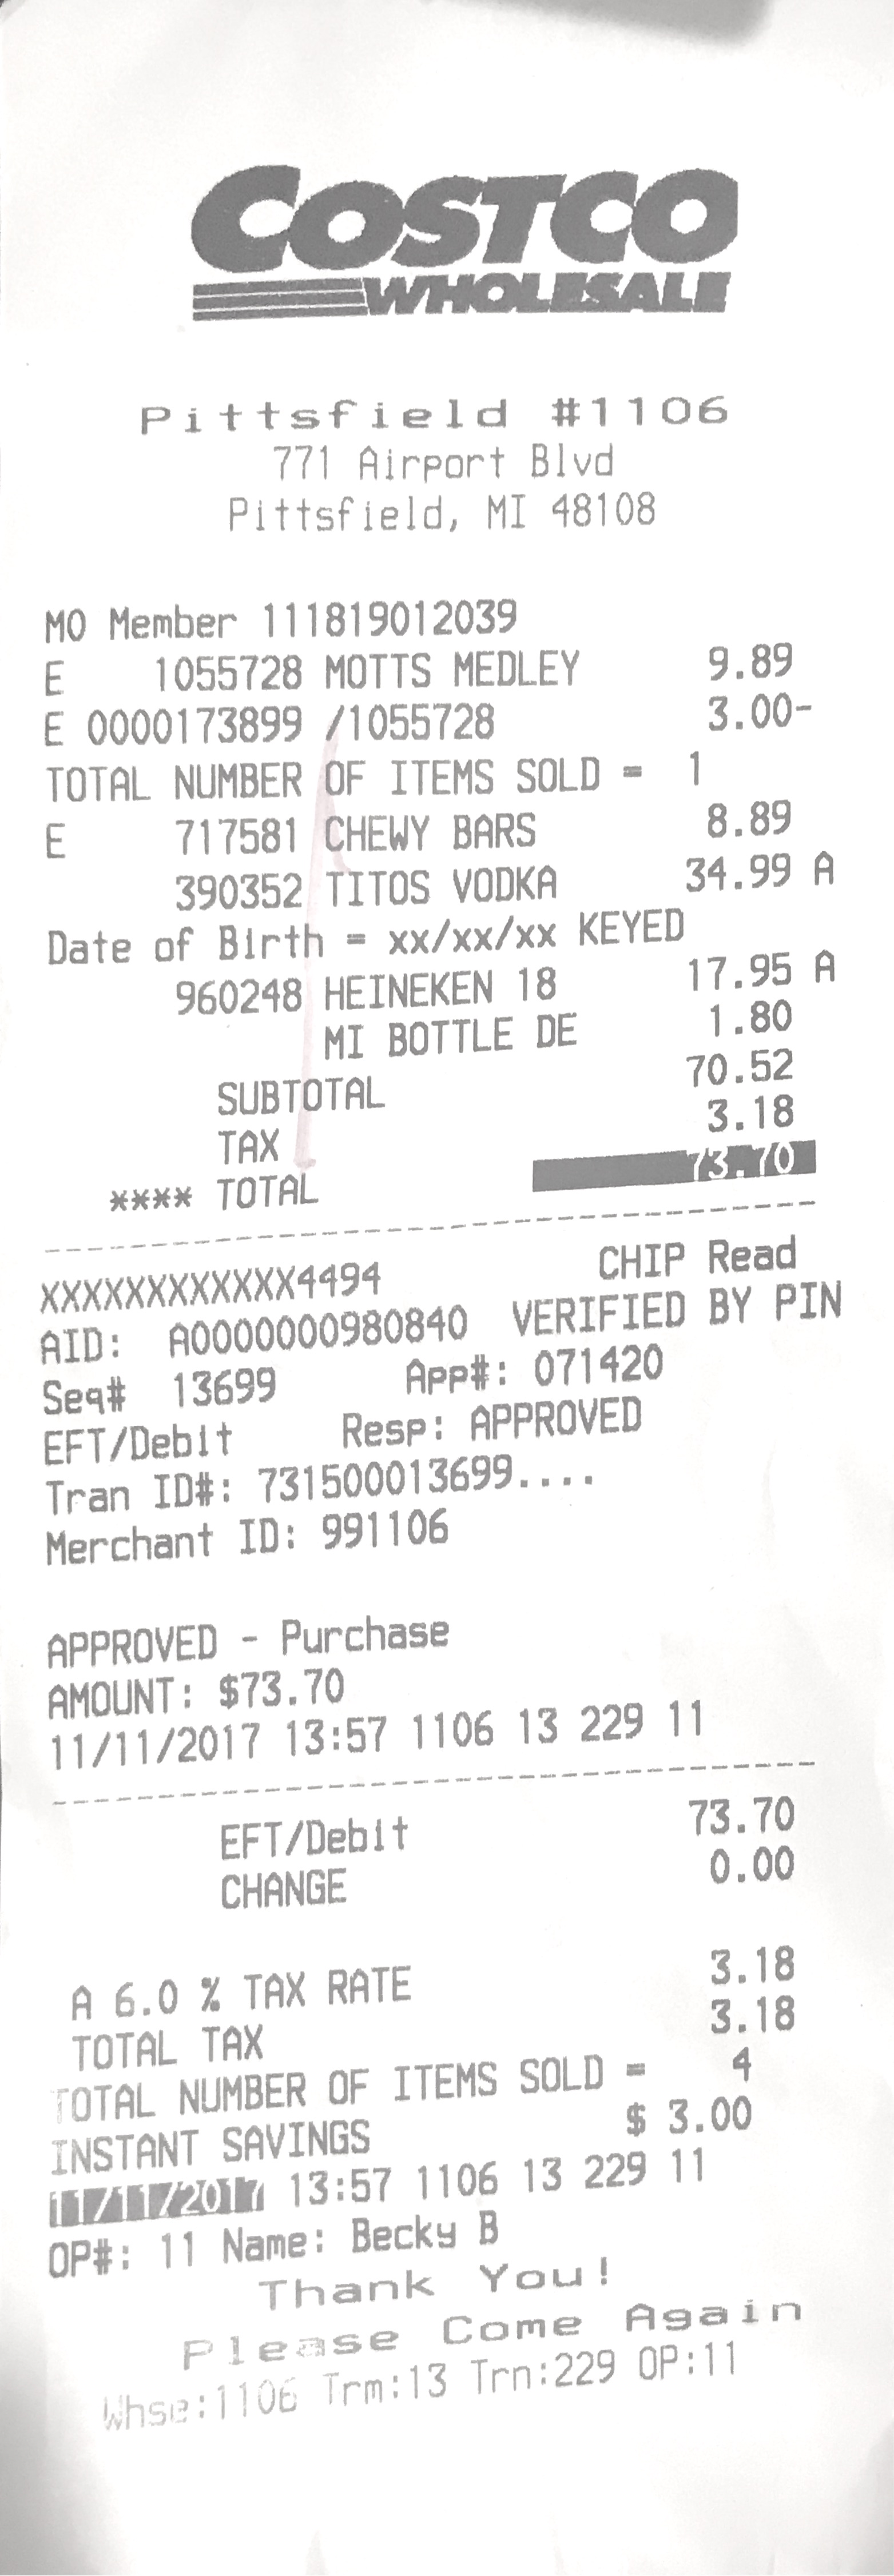 COSTCO
WHOLESALE
Pittsfield #1106
771 Airport Blvd
Pittsfield, MI 48108
MO Member 111819012039
E 1055728 MOTTS MEDLEY 9.89
E 0000173899 /1055728 3.00-
TOTAL NUMBER OF ITEMS SOLD = 1
E 717581 CHEWY BARS 8.89
390352 TITOS VODKA 34.99 A
Date of Birth = xx/xx/xx KEYED
960248 HEINEKEN 18 17.95 A
MI BOTTLE DE 1.80
SUBTOTAL 70.52
TAX 3.18
**** TOTAL 73.70
XXXXXXXXXXXX4494 CHIP Read
AID: A0000000980840 VERIFIED BY PIN
Seq# 13699 App#: 071420
EFT/Debit Resp: APPROVED
Tran ID#: 731500013699....
Merchant ID: 991106
APPROVED - Purchase
AMOUNT: $73.70
11/11/2017 13:57 1106 13 229 11
EFT/Debit 73.70
CHANGE 0.00
A 6.0 % TAX RATE 3.18
TOTAL TAX 3.18
TOTAL NUMBER OF ITEMS SOLD = 4
INSTANT SAVINGS $ 3.00
11/11/2017 13:57 1106 13 229 11
OP#: 11 Name: Becky B
Thank You!
Please Come Again
Whse:1106 Trm:13 Trn:229 OP:11